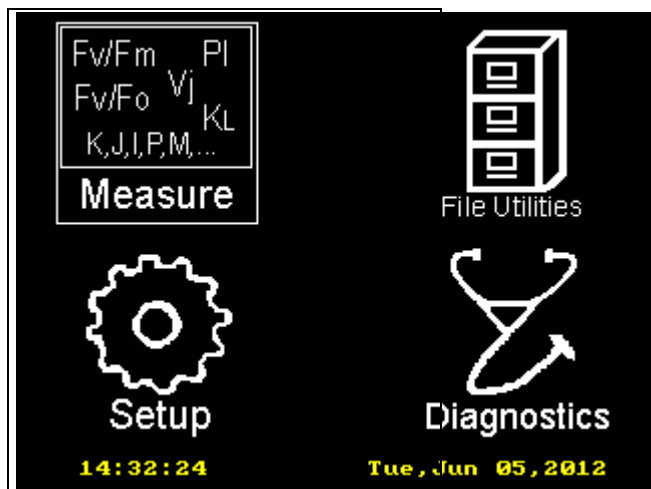 Fv/Fm PI
Fv/Fo Vj
KL
K,J,I,P,M,...
Measure
File Utilities
Setup
Diagnostics
14:32:24
Tue,Jun 05,2012